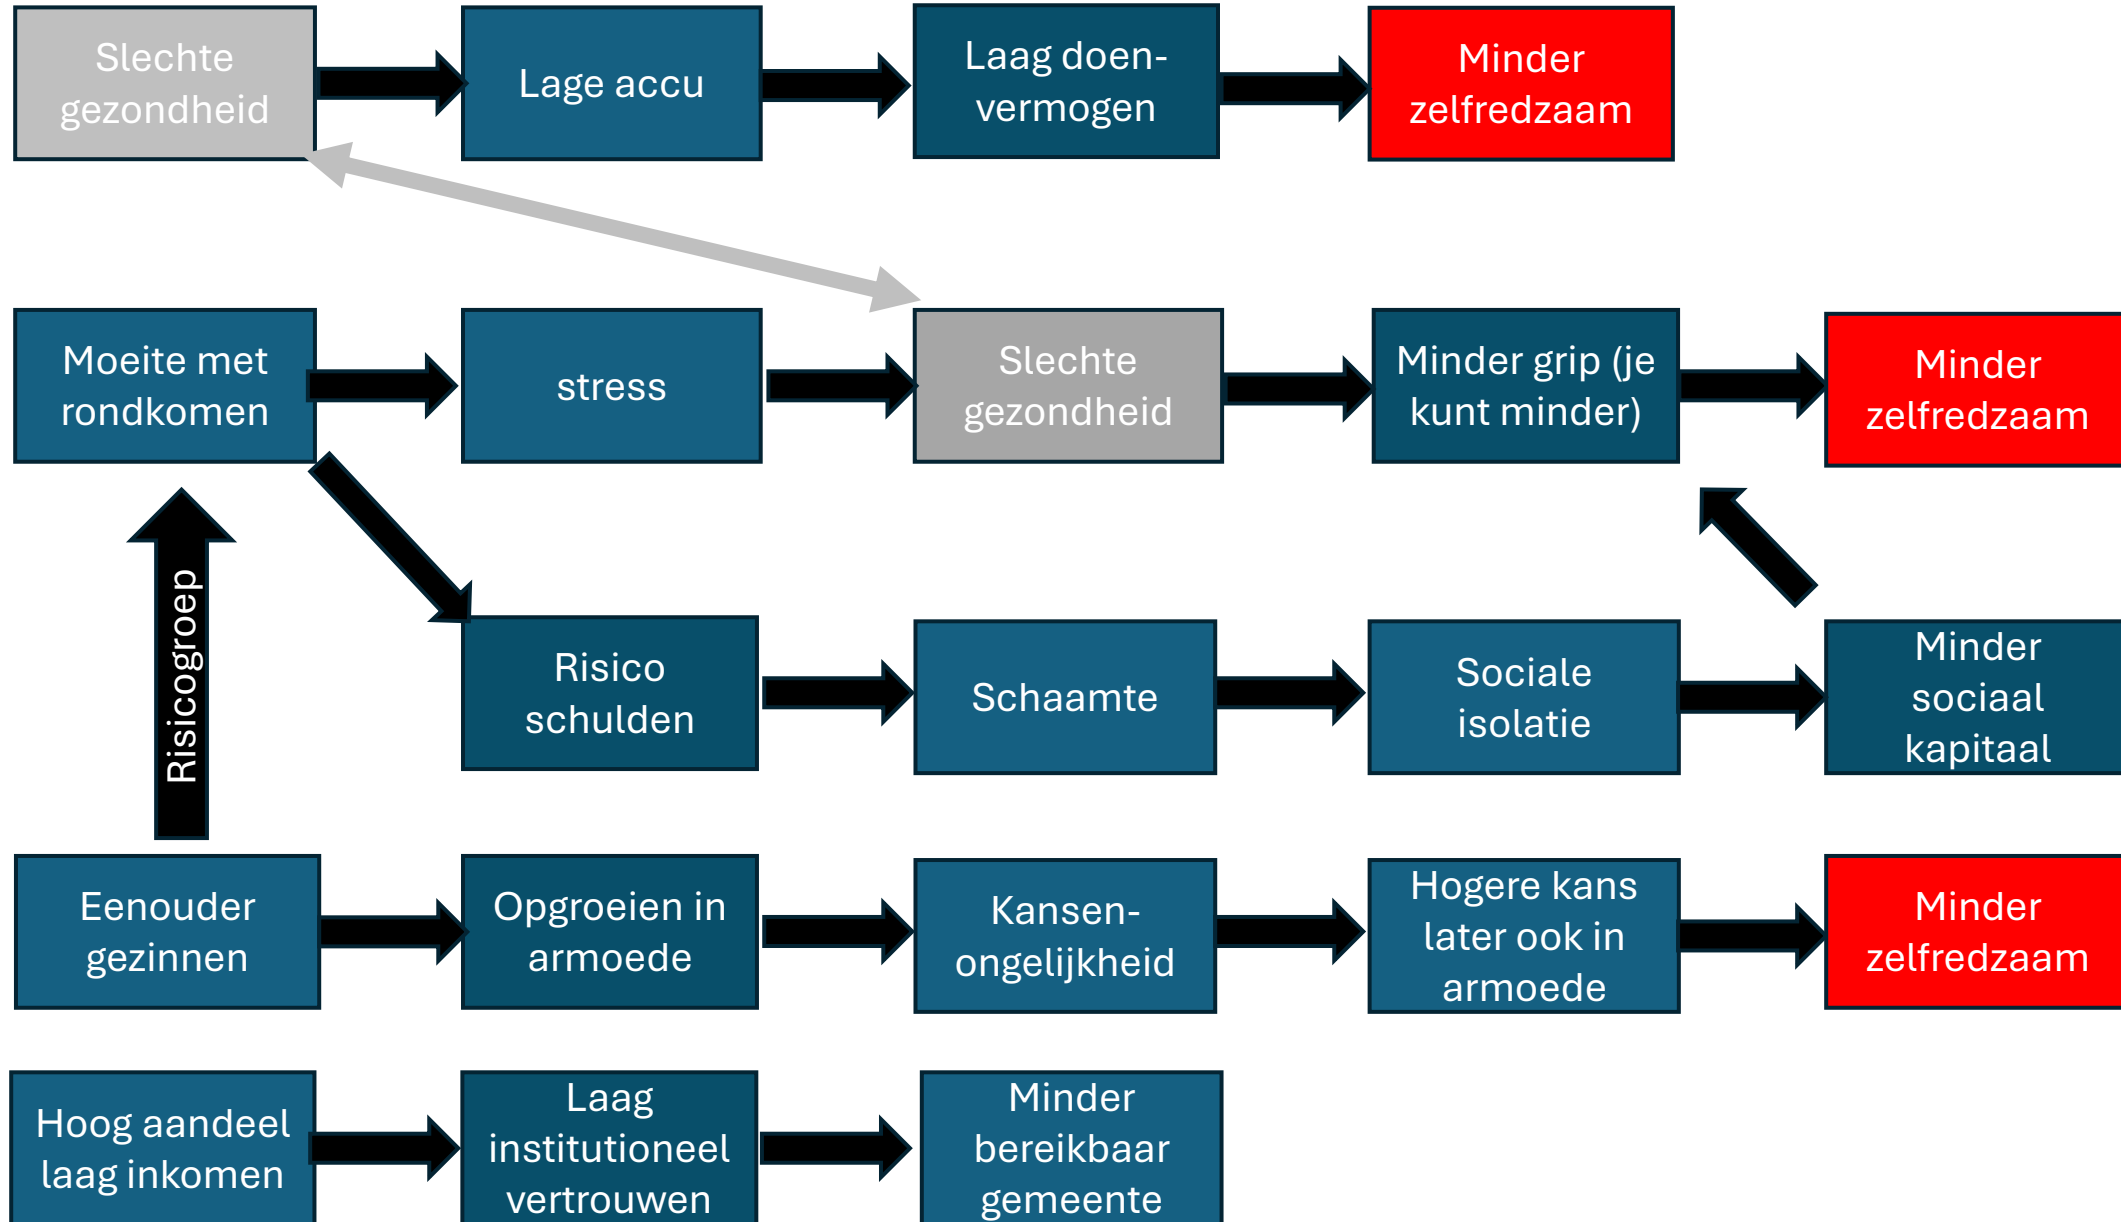 Slechte
gezondheid
Lage accu
Laag doen-
vermogen
Minder
zelfredzaam
Moeite met
rondkomen
stress
Slechte
gezondheid
Minder grip (je
kunt minder)
Minder
zelfredzaam
Risicogroep
Risico
schulden
Schaamte
Sociale
isolatie
Minder
sociaal
kapitaal
Eenouder
gezinnen
Opgroeien in
armoede
Kansen-
ongelijkheid
Hogere kans
later ook in
armoede
Minder
zelfredzaam
Hoog aandeel
laag inkomen
Laag
institutioneel
vertrouwen
Minder
bereikbaar
gemeente